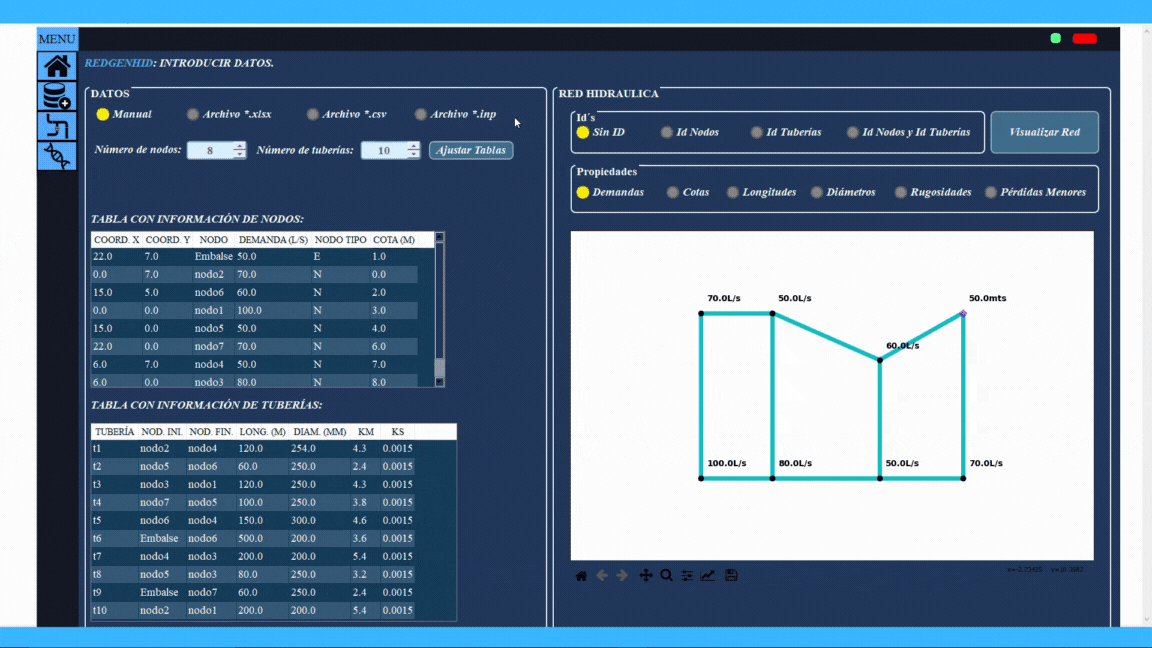 MENU
REDGENHID: INTRODUCIR DATOS.
DATOS
Manual Archivo *.xlsx Archivo *.csv Archivo *.inp
Número de nodos: 8 Número de tuberías: 10 Ajustar Tablas
TABLA CON INFORMACIÓN DE NODOS:
COORD. X COORD. Y NODO DEMANDA (L/S) NODO TIPO COTA (M)
22.0 7.0 Embalse 50.0 E 1.0
0.0 7.0 nodo2 70.0 N 0.0
15.0 5.0 nodo6 60.0 N 2.0
0.0 0.0 nodo1 100.0 N 3.0
15.0 0.0 nodo5 50.0 N 4.0
22.0 0.0 nodo7 70.0 N 6.0
6.0 7.0 nodo4 50.0 N 7.0
6.0 0.0 nodo3 80.0 N 8.0
TABLA CON INFORMACIÓN DE TUBERÍAS:
TUBERÍA NOD. INI. NOD. FIN. LONG. (M) DIAM. (MM) KM KS
t1 nodo2 nodo4 120.0 254.0 4.3 0.0015
t2 nodo5 nodo6 60.0 250.0 2.4 0.0015
t3 nodo3 nodo1 120.0 250.0 4.3 0.0015
t4 nodo7 nodo5 100.0 250.0 3.8 0.0015
t5 nodo6 nodo4 150.0 300.0 4.6 0.0015
t6 Embalse nodo6 500.0 200.0 3.6 0.0015
t7 nodo4 nodo3 200.0 200.0 5.4 0.0015
t8 nodo5 nodo3 80.0 250.0 3.2 0.0015
t9 Embalse nodo7 60.0 250.0 2.4 0.0015
t10 nodo2 nodo1 200.0 200.0 5.4 0.0015
RED HIDRAULICA
Id´s
Sin ID Id Nodos Id Tuberías Id Nodos y Id Tuberías
Visualizar Red
Propiedades
Demandas Cotas Longitudes Diámetros Rugosidades Pérdidas Menores
70.0L/s 50.0L/s 50.0mts
60.0L/s
100.0L/s 80.0L/s 50.0L/s 70.0L/s